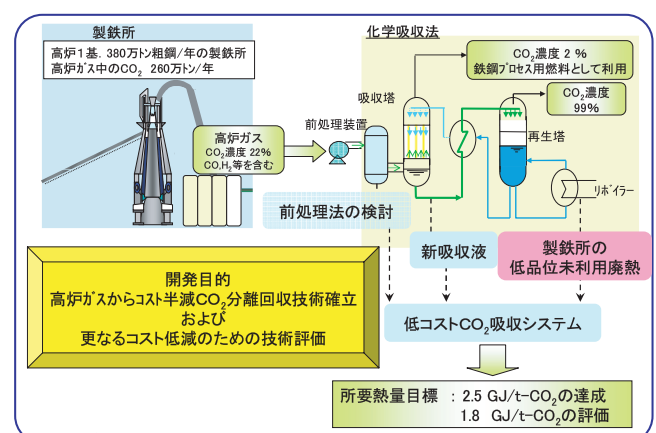 製鉄所
高炉1基．380万トン粗鋼/年の製鉄所
高炉ガス中のCO2 260万トン/年
化学吸収法
CO2濃度 2 %
鉄鋼プロセス用燃料として利用
CO2濃度
99%
吸収塔
前処理装置
高炉ガス
CO2濃度 22%
CO,H2等を含む
再生塔
リボイラー
前処理法の検討
新吸収液
製鉄所の
低品位未利用廃熱
開発目的
高炉ガスからコスト半減CO2分離回収技術確立
および
更なるコスト低減のための技術評価
低コストCO2吸収システム
所要熱量目標 ：2.5 GJ/t-CO2の達成
1.8 GJ/t-CO2の評価